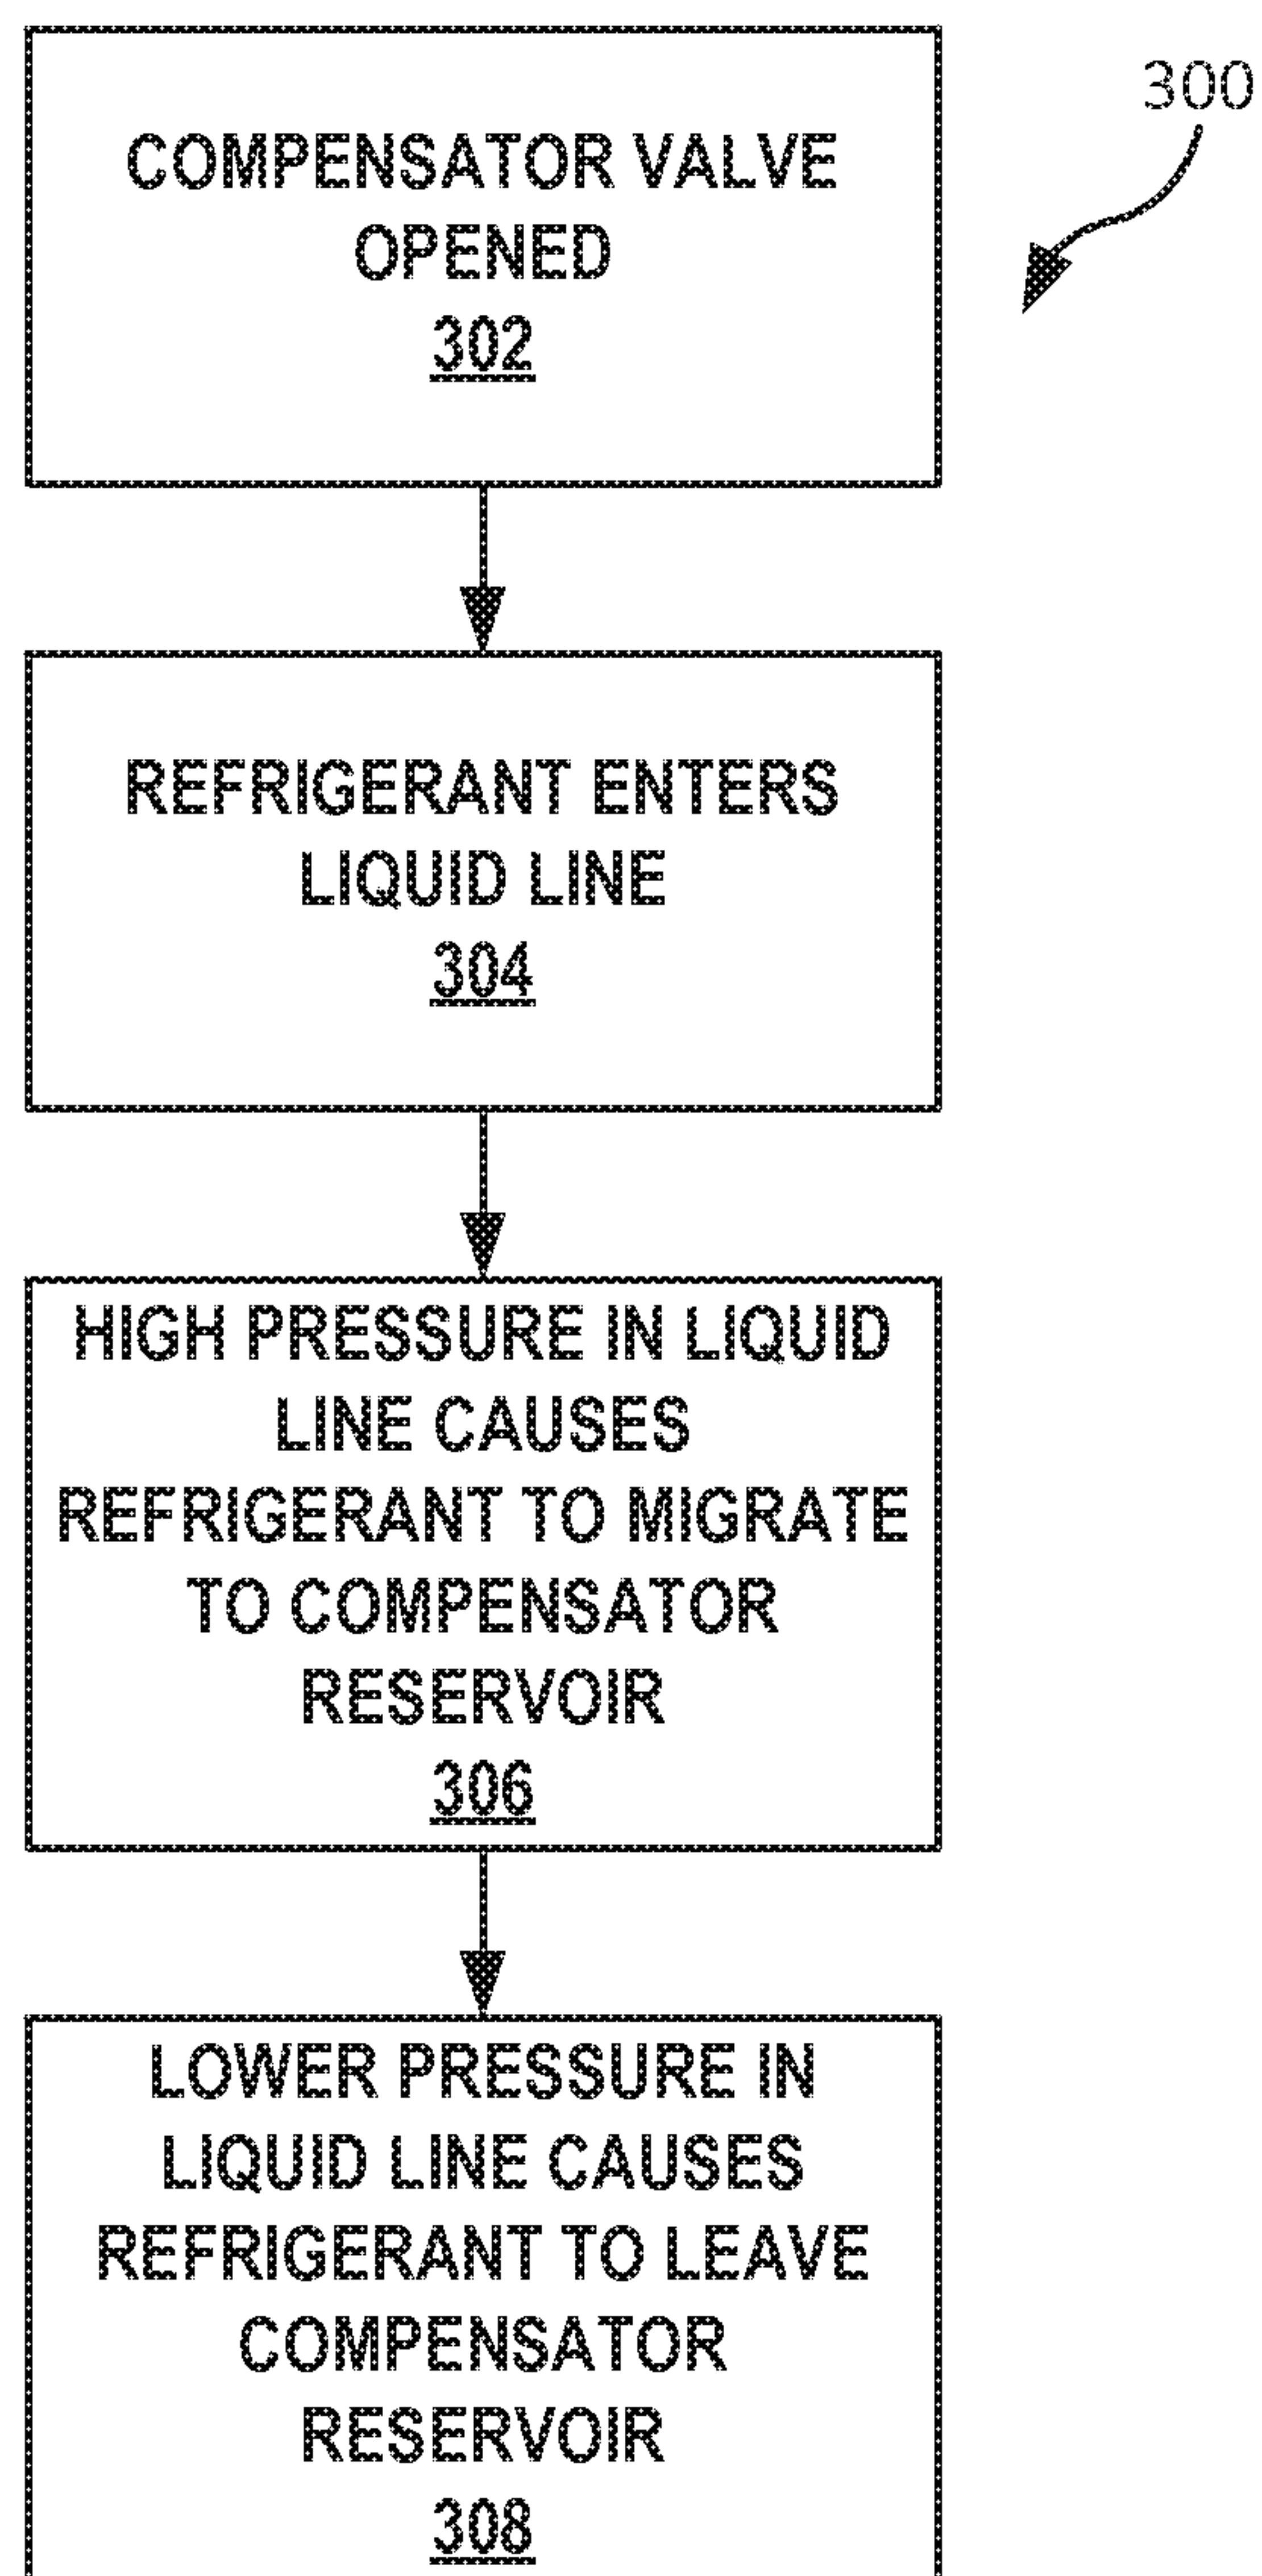 300
COMPENSATOR VALVE
OPENED
302
REFRIGERANT ENTERS
LIQUID LINE
304
HIGH PRESSURE IN LIQUID
LINE CAUSES
REFRIGERANT TO MIGRATE
TO COMPENSATOR
RESERVOIR
306
LOWER PRESSURE IN
LIQUID LINE CAUSES
REFRIGERANT TO LEAVE
COMPENSATOR
RESERVOIR
308